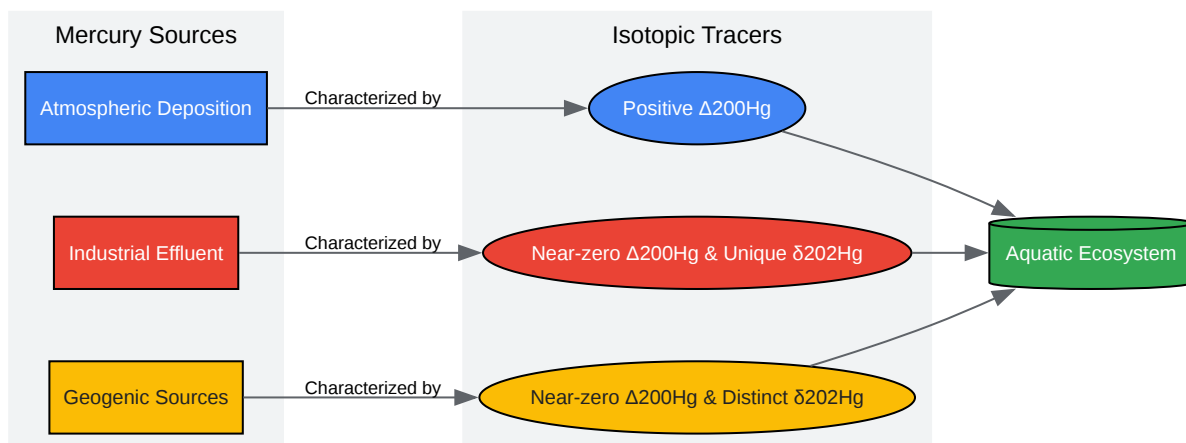 Mercury Sources
Isotopic Tracers
Atmospheric Deposition
Characterized by
Positive Δ200Hg
Industrial Effluent
Characterized by
Near-zero Δ200Hg & Unique δ202Hg
Aquatic Ecosystem
Geogenic Sources
Characterized by
Near-zero Δ200Hg & Distinct δ202Hg